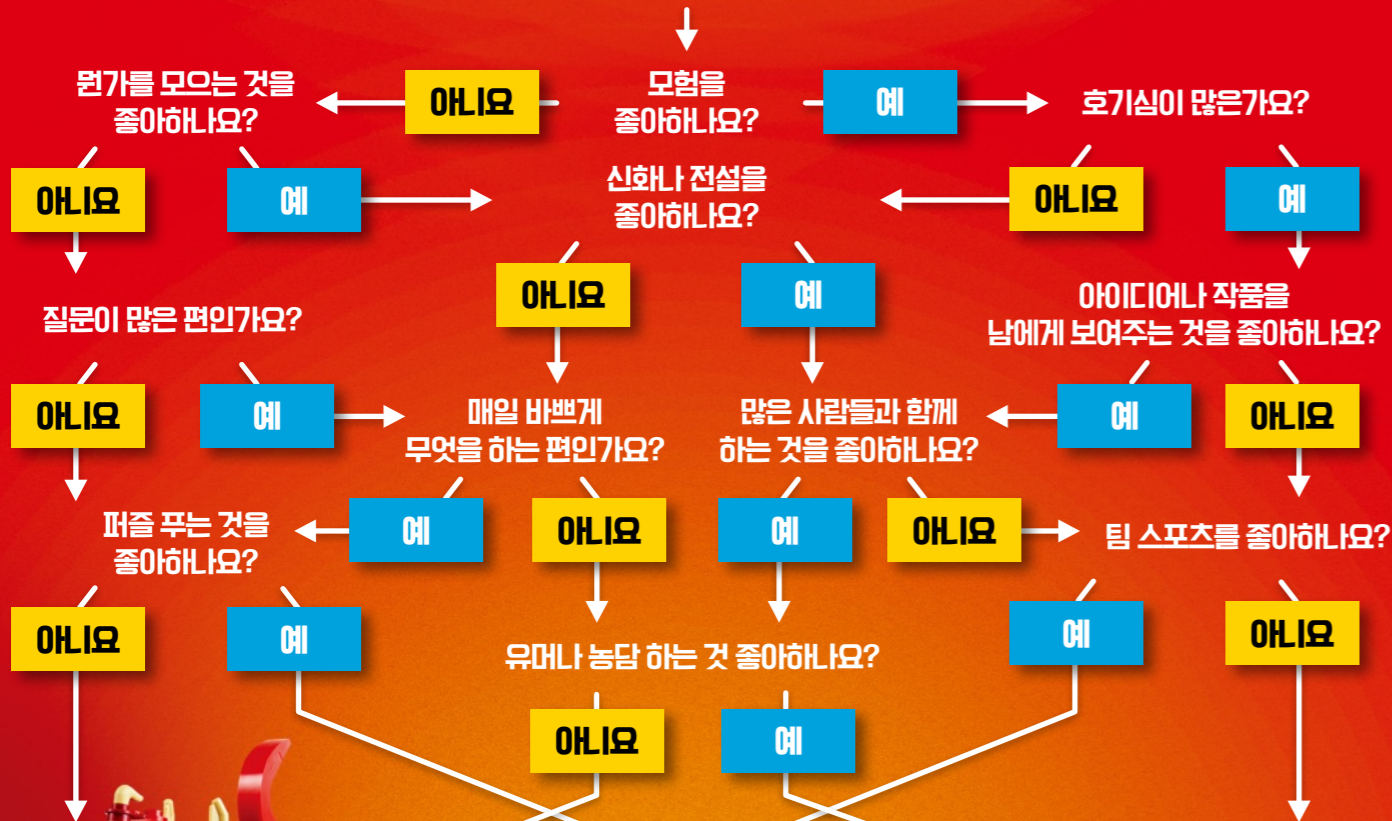 모험을
좋아하나요?
아니요
예
뭔가를 모으는 것을
좋아하나요?
호기심이 많은가요?
아니요
예
신화나 전설을
좋아하나요?
아니요
예
질문이 많은 편인가요?
아니요
예
아이디어나 작품을
남에게 보여주는 것을 좋아하나요?
아니요
예
매일 바쁘게
무엇을 하는 편인가요?
많은 사람들과 함께
하는 것을 좋아하나요?
예
아니요
퍼즐 푸는 것을
좋아하나요?
예
아니요
예
아니요
팀 스포츠를 좋아하나요?
아니요
예
유머나 농담 하는 것 좋아하나요?
예
아니요
아니요
예